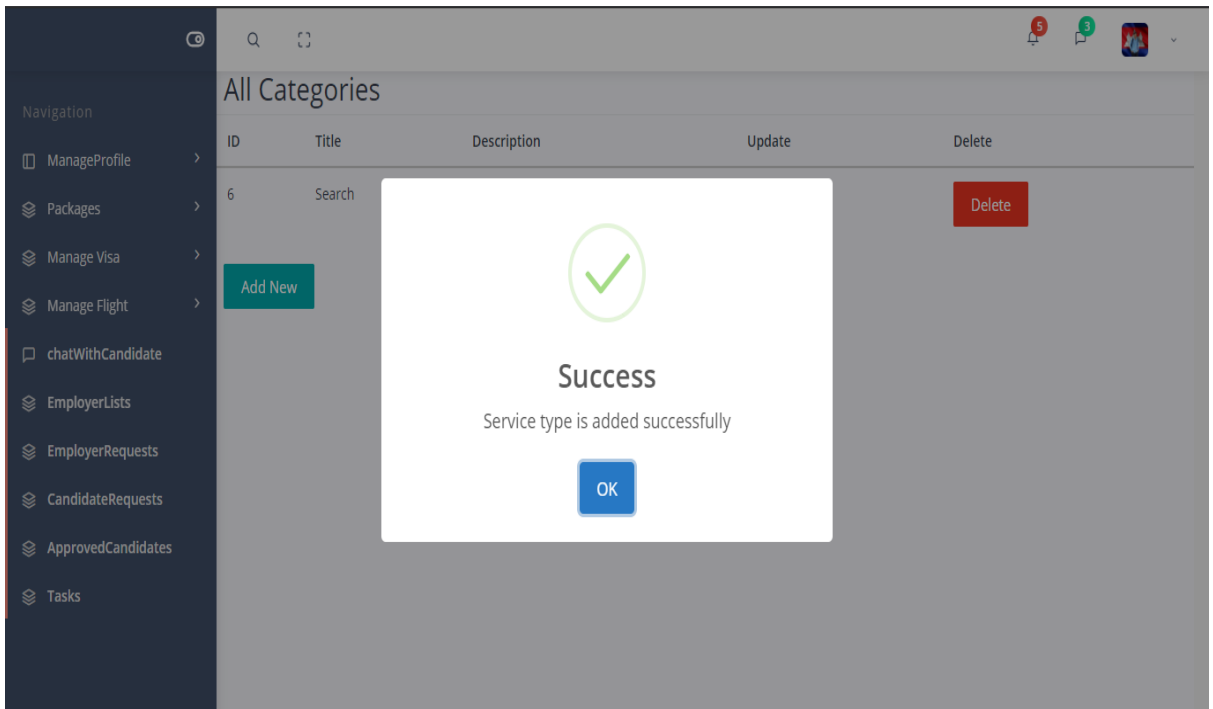 5
3
All Categories
Navigation
ID Title Description Update Delete
ManageProfile
6 Search Delete
Packages
Manage Visa
Add New
Manage Flight
chatWithCandidate
EmployerLists
EmployerRequests
CandidateRequests
ApprovedCandidates
Tasks
Success
Service type is added successfully
OK